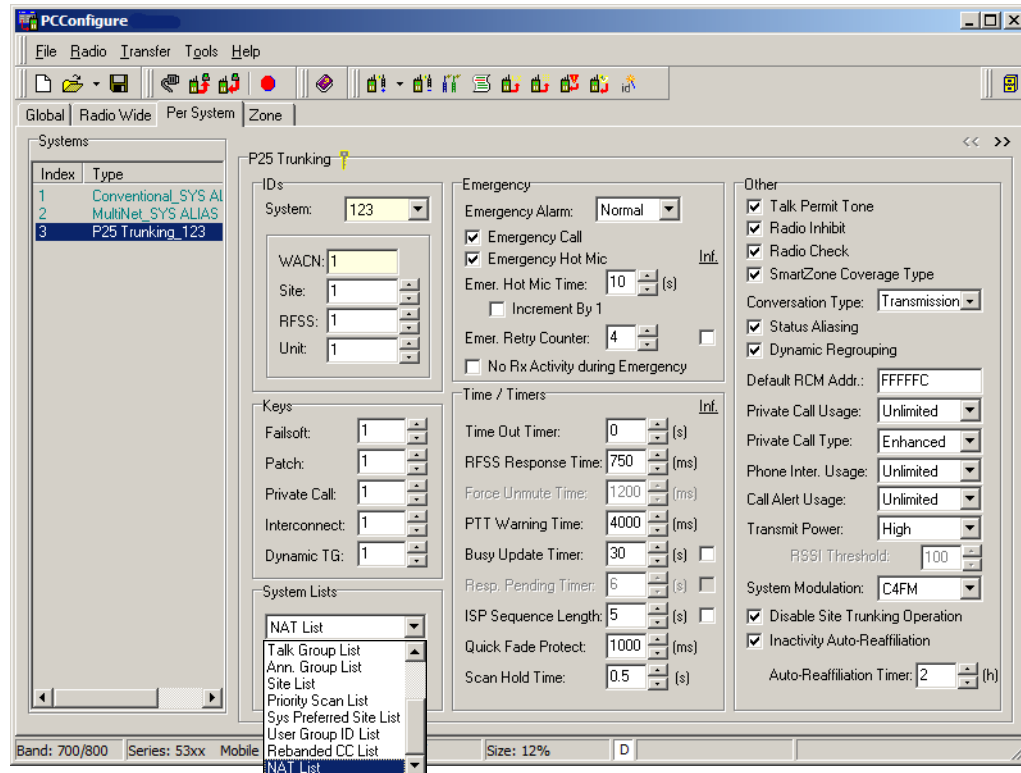 PCConfigure
File Radio Transfer Tools Help
id
Global Radio Wide Per System Zone
Systems
<< >>
Index Type
1 Conventional_SYS AL
2 MultiNet_SYS ALIAS
3 P25 Trunking_123
P25 Trunking
IDs
System: 123
WACN: 1
Site: 1
RFSS: 1
Unit: 1
Keys
Failsoft: 1
Patch: 1
Private Call: 1
Interconnect: 1
Dynamic TG: 1
System Lists
NAT List
Talk Group List
Ann. Group List
Site List
Priority Scan List
Sys Preferred Site List
User Group ID List
Rebanded CC List
NAT List
Emergency
Emergency Alarm: Normal
Emergency Call
Emergency Hot Mic Inf.
Emer. Hot Mic Time: 10 (s)
Increment By 1
Emer. Retry Counter: 4
No Rx Activity during Emergency
Time / Timers
Inf.
Time Out Timer: 0 (s)
RFSS Response Time: 750 (ms)
Force Unmute Time: 1200 (ms)
PTT Warning Time: 4000 (ms)
Busy Update Timer: 30 (s)
Resp. Pending Timer: 6 (s)
ISP Sequence Length: 5 (s)
Quick Fade Protect: 1000 (ms)
Scan Hold Time: 0.5 (s)
Other
Talk Permit Tone
Radio Inhibit
Radio Check
SmartZone Coverage Type
Conversation Type: Transmission
Status Aliasing
Dynamic Regrouping
Default RCM Addr.: FFFFFC
Private Call Usage: Unlimited
Private Call Type: Enhanced
Phone Inter. Usage: Unlimited
Call Alert Usage: Unlimited
Transmit Power: High
RSSI Threshold: 100
System Modulation: C4FM
Disable Site Trunking Operation
Inactivity Auto-Reaffiliation
Auto-Reaffiliation Timer: 2 (h)
Band: 700/800 Series: 53xx Mobile Size: 12% D